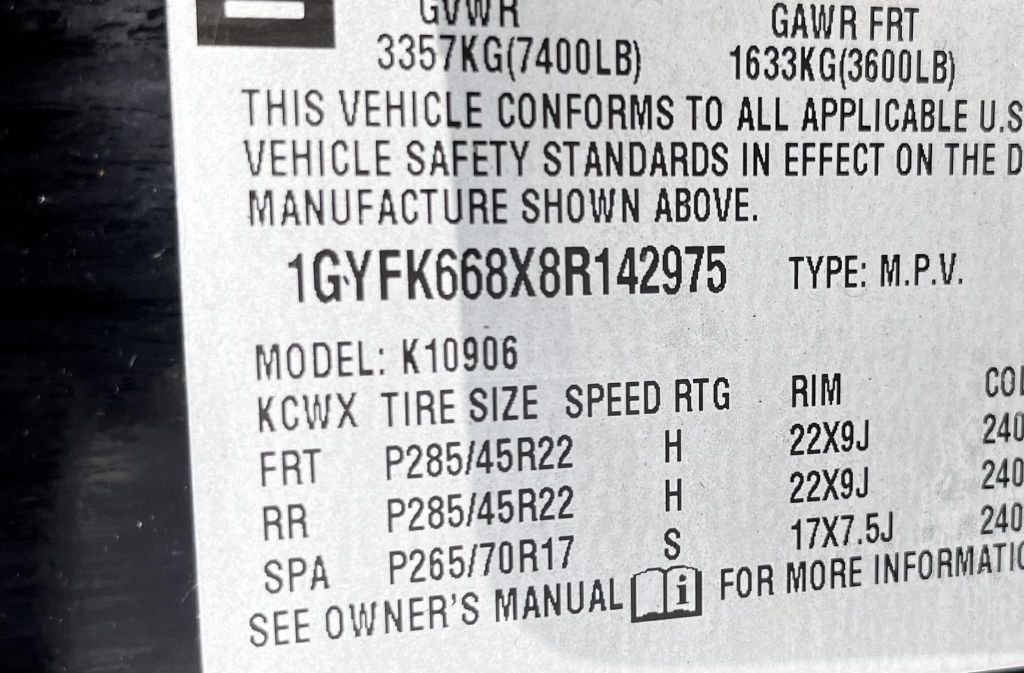 GVWR GAWR FRT
3357KG(7400LB) 1633KG(3600LB)
THIS VEHICLE CONFORMS TO ALL APPLICABLE U.S
VEHICLE SAFETY STANDARDS IN EFFECT ON THE D
MANUFACTURE SHOWN ABOVE.
1GYFK668X8R142975 TYPE: M.P.V.
MODEL: K10906
KCWX TIRE SIZE SPEED RTG RIM COL
FRT P285/45R22 H 22X9J 240
RR P285/45R22 H 22X9J 240
SPA P265/70R17 S 17X7.5J 240
SEE OWNER'S MANUAL i FOR MORE INFORMATIO